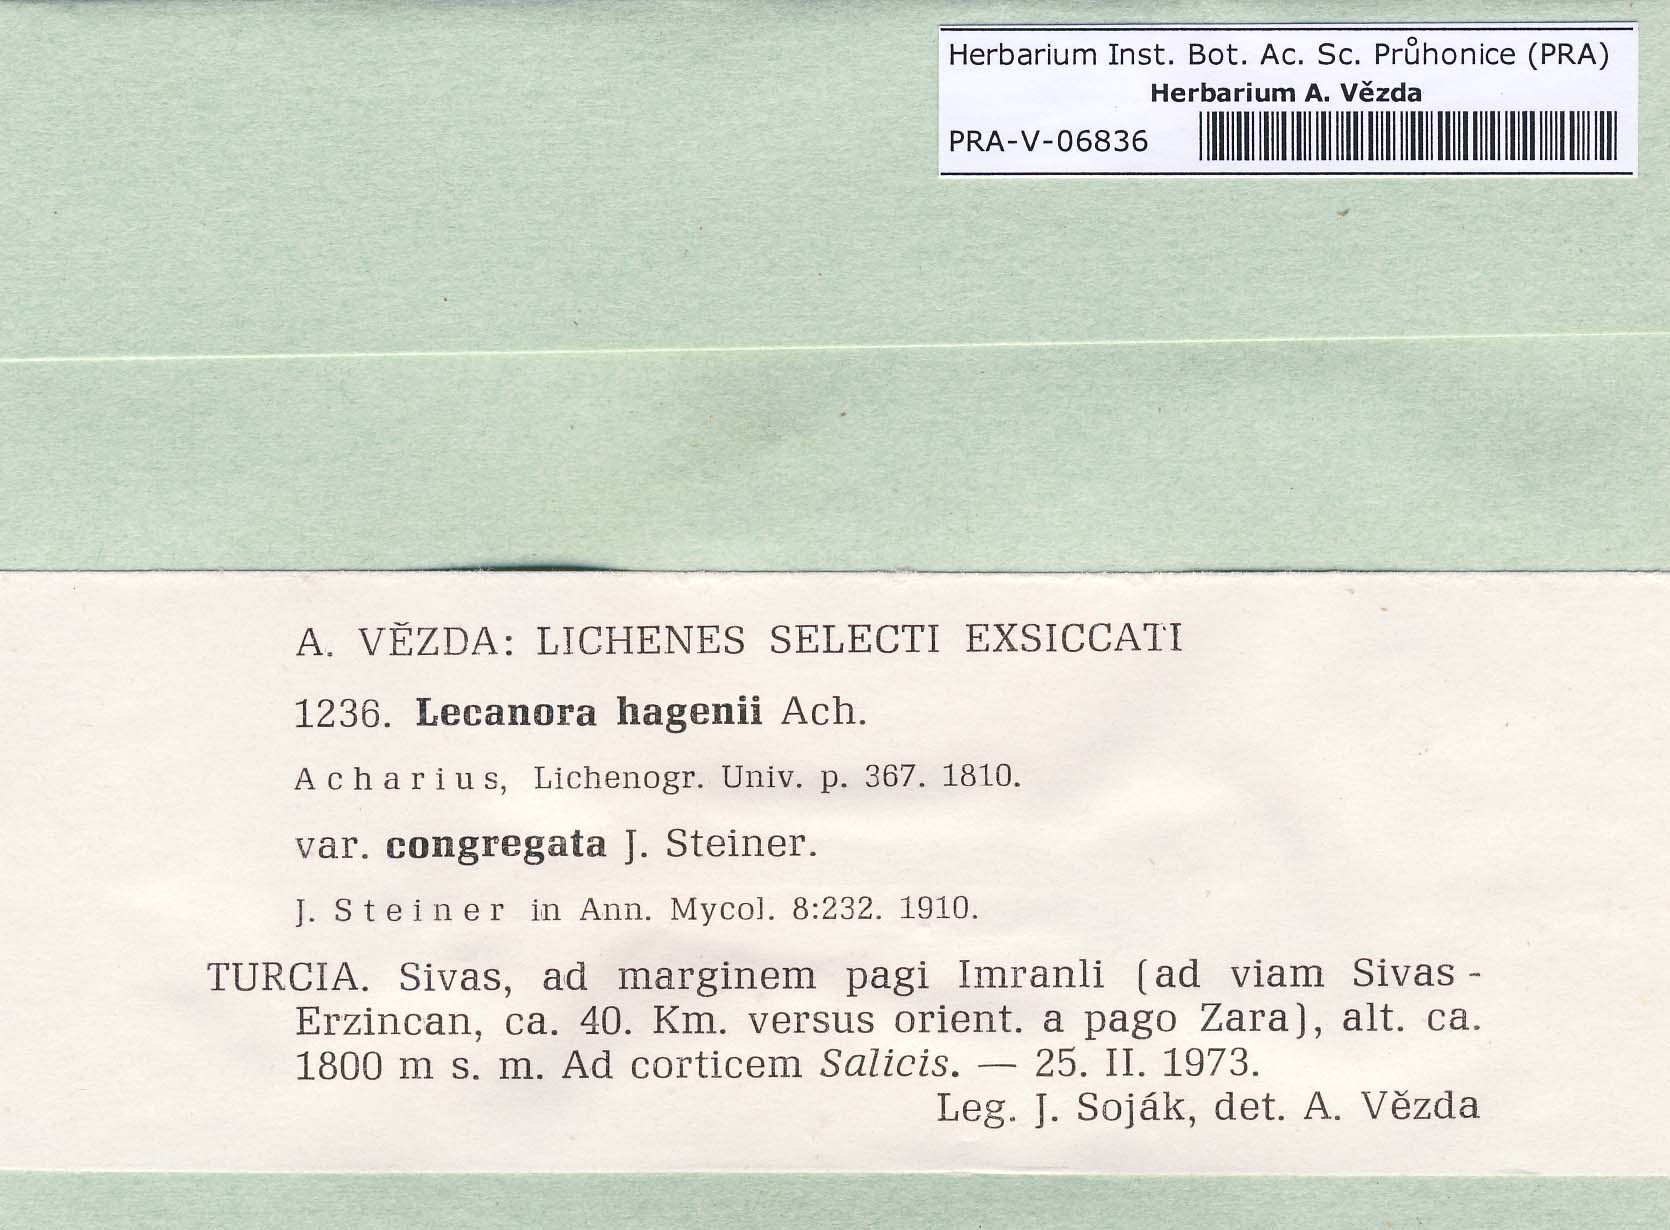 Herbarium Inst. Bot. Ac. Sc. Průhonice (PRA)
Herbarium A. Vězda
PRA-V-06836
A. VĚZDA: LICHENES SELECTI EXSICCATI
1236. Lecanora hagenii Ach.
Acharius, Lichenogr. Univ. p. 367. 1810.
var. congregata J. Steiner.
J. Steiner in Ann. Mycol. 8:232. 1910.
TURCIA. Sivas, ad marginem pagi Imranli (ad viam Sivas -
Erzincan, ca. 40. Km. versus orient. a pago Zara), alt. ca.
1800 m s. m. Ad corticem Salicis. — 25. II. 1973.
Leg. J. Soják, det. A. Vězda